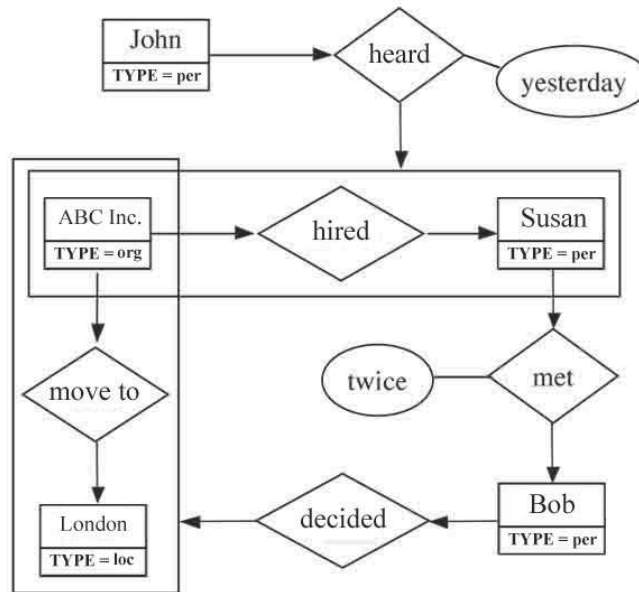 John
TYPE = per
heard
yesterday
ABC Inc.
TYPE = org
hired
Susan
TYPE = per
move to
twice
met
London
TYPE = loc
decided
Bob
TYPE = per